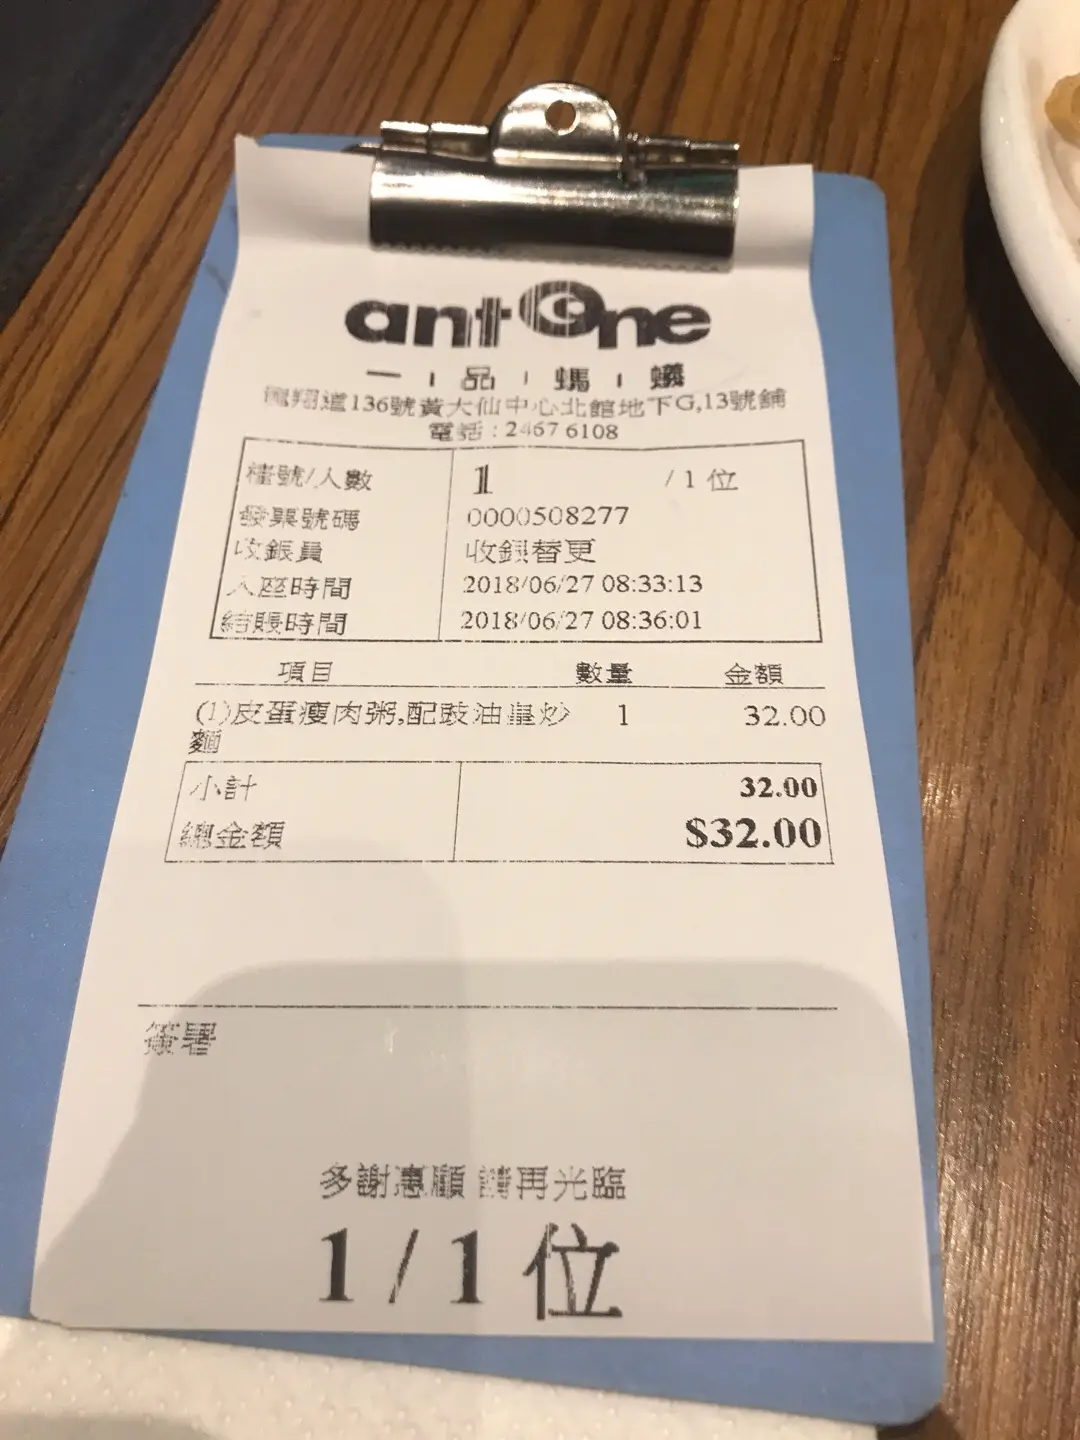 antOne
一 | 品 | 螞 | 蟻
龍翔道136號黃大仙中心北館地下G,13號舖
電話 : 2467 6108
檯號/人數 1 / 1 位
發票號碼 0000508277
收銀員 收銀替更
入座時間 2018/06/27 08:33:13
結賬時間 2018/06/27 08:36:01
項目 數量 金額
(1)皮蛋瘦肉粥,配豉油皇炒 1 32.00
麵
小計 32.00
總金額 $32.00
簽署
多謝惠顧 請再光臨
1 / 1 位